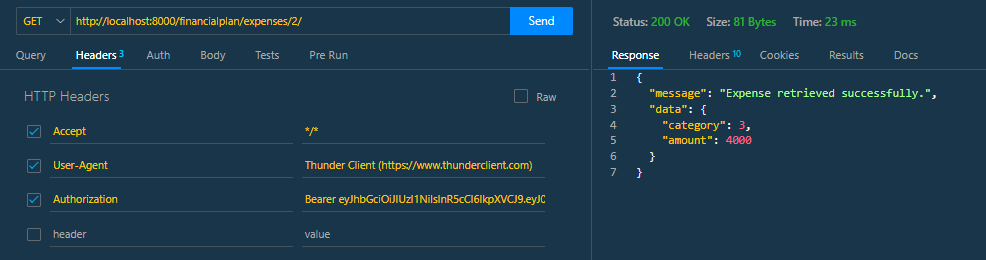 GET http://localhost:8000/financialplan/expenses/2/ Send
Query Headers 3 Auth Body Tests Pre Run
HTTP Headers Raw
Accept */*
User-Agent Thunder Client (https://www.thunderclient.com)
Authorization Bearer eyJhbGciOiJIUzI1NiIsInR5cCI6IkpXVCJ9.eyJ0
header value
Status: 200 OK Size: 81 Bytes Time: 23 ms
Response Headers 10 Cookies Results Docs
1 {
2 "message": "Expense retrieved successfully.",
3 "data": {
4 "category": 3,
5 "amount": 4000
6 }
7 }